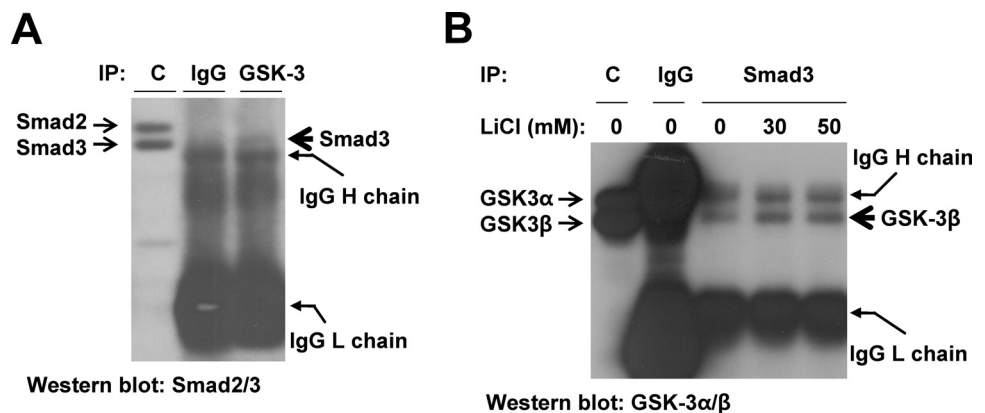 A
IP: C IgG GSK-3
Smad2
Smad3
Smad3
IgG H chain
IgG L chain
Western blot: Smad2/3
B
IP: C IgG Smad3
LiCl (mM): 0 0 0 30 50
IgG H chain
GSK3α
GSK3β
GSK-3β
IgG L chain
Western blot: GSK-3α/β